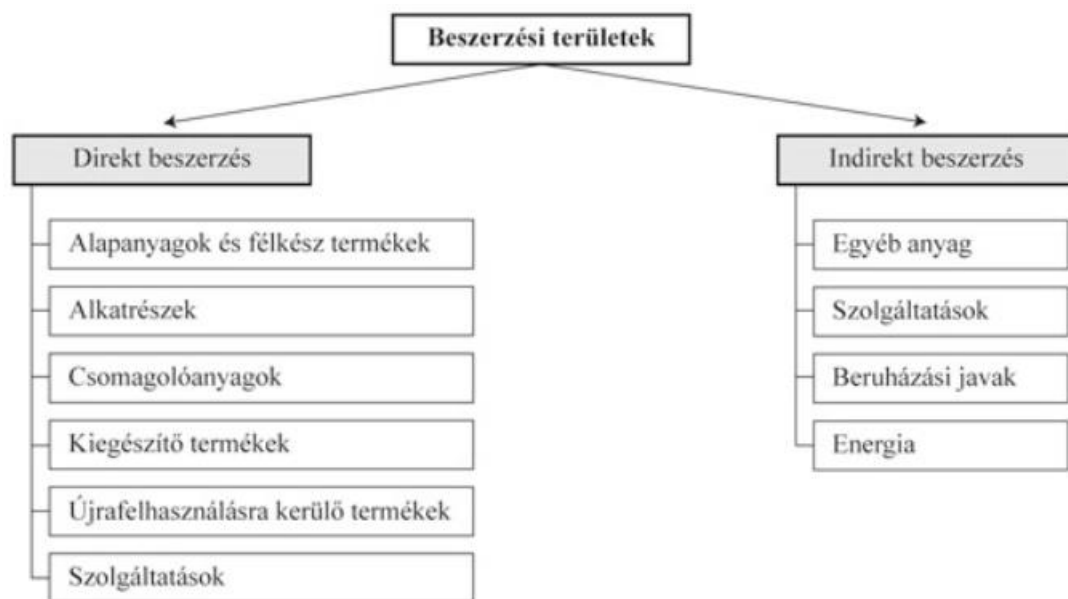 Beszerzési területek
Direkt beszerzés
Alapanyagok és félkész termékek
Alkatrészek
Csomagolóanyagok
Kiegészítő termékek
Újrafelhasználásra kerülő termékek
Szolgáltatások
Indirekt beszerzés
Egyéb anyag
Szolgáltatások
Beruházási javak
Energia